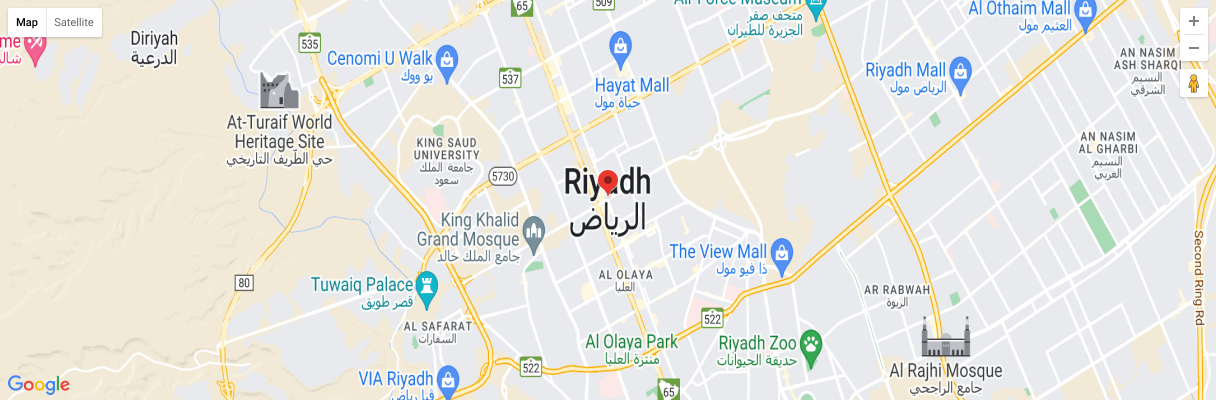 Map
Satellite
65
509
Air Force Museum
متحف صقر
الجزيرة للطيران
Al Othaim Mall
العثيم مول
Diriyah
الدرعية
535
Cenomi U Walk
يو ووك
537
Hayat Mall
حياة مول
Riyadh Mall
الرياض مول
AN NASIM
ASH SHARQI
النسيم
الشرقي
At-Turaif World
Heritage Site
حي الطريف التاريخي
KING SAUD
UNIVERSITY
جامعة الملك
سعود
AN NASIM
AL GHARBI
النسيم
الغربي
5730
Riyadh
الرياض
King Khalid
Grand Mosque
جامع الملك خالد
The View Mall
ذا فيو مول
Second Ring Rd
80
Tuwaiq Palace
قصر طويق
AL OLAYA
العليا
AR RABWAH
الربوة
AL SAFARAT
السفارات
522
Al Olaya Park
منتزة العليا
Riyadh Zoo
حديقة الحيوانات
522
Al Rajhi Mosque
جامع الراجحي
VIA Riyadh
فيا رياض
65
Google